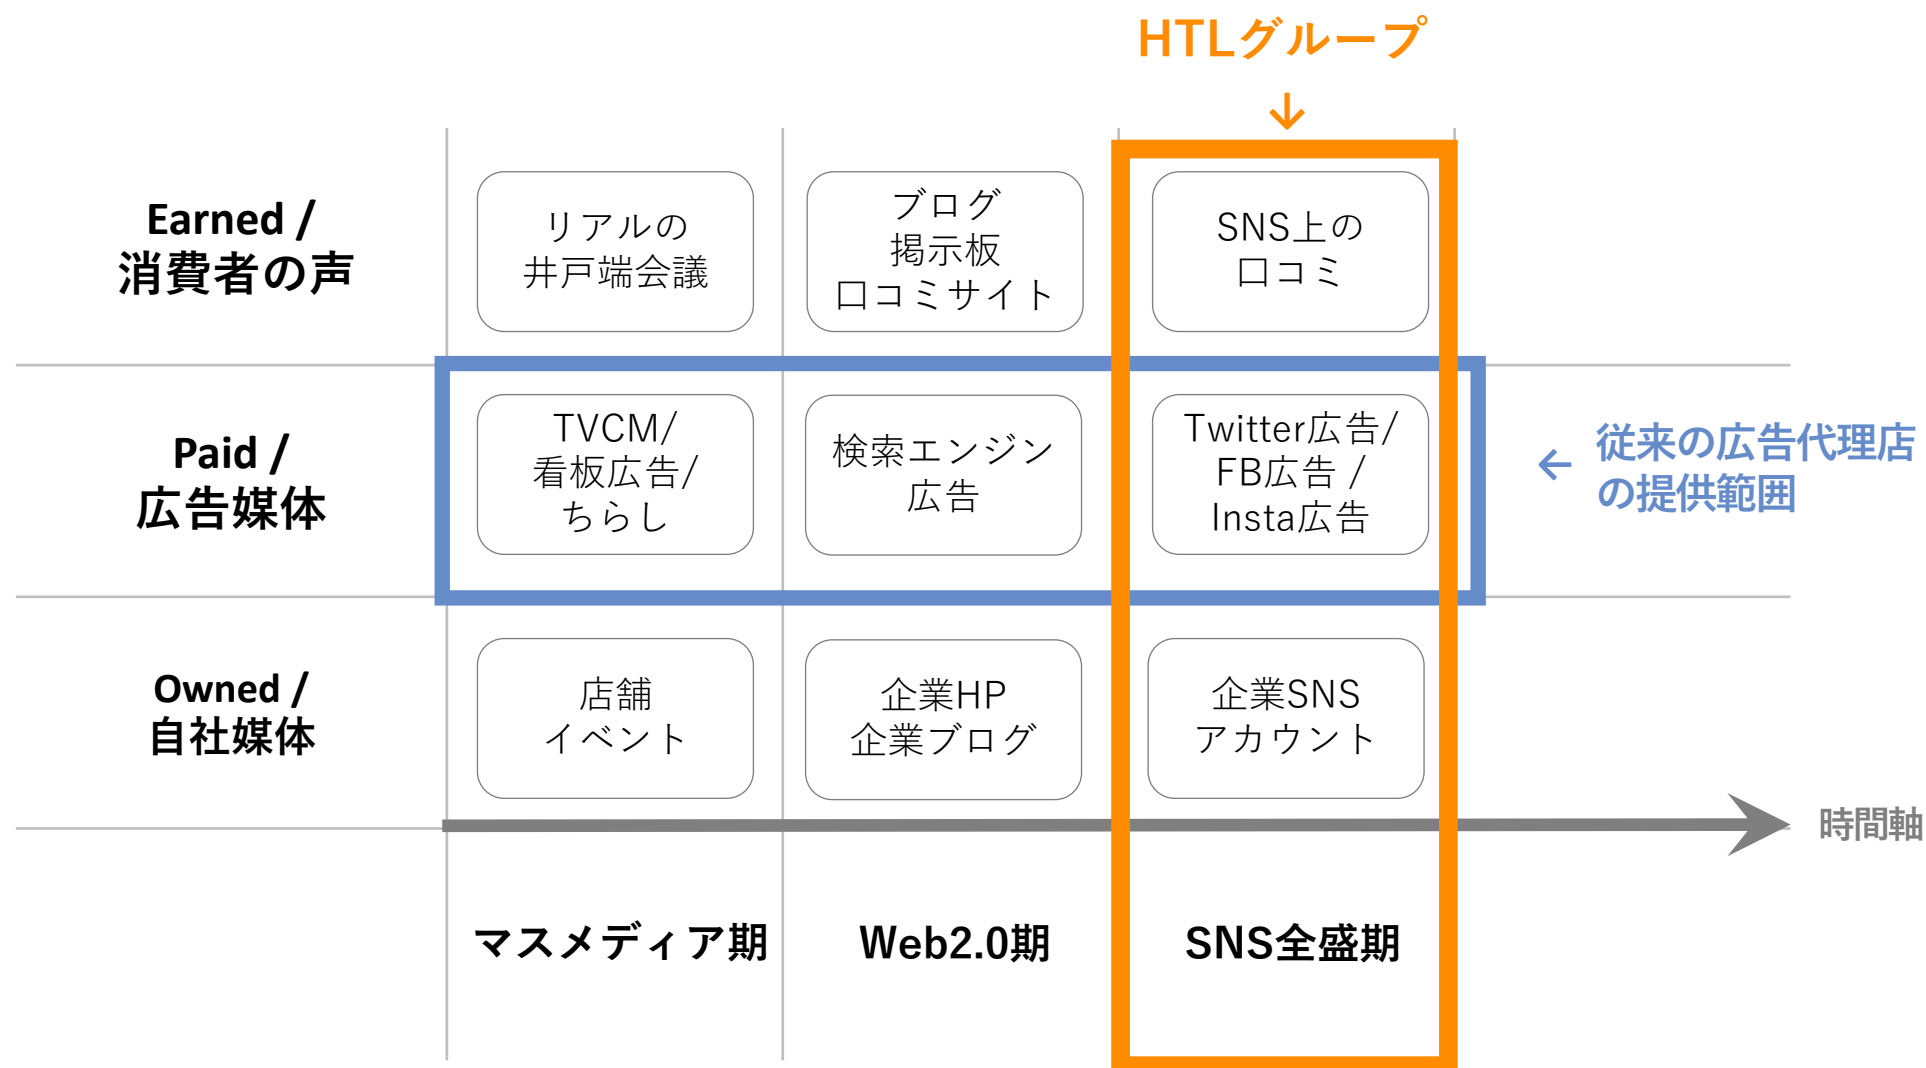 HTLグループ
↓
Earned /
消費者の声
リアルの
井戸端会議
ブログ
掲示板
口コミサイト
SNS上の
口コミ
Paid /
広告媒体
TVCM/
看板広告/
ちらし
検索エンジン
広告
Twitter広告/
FB広告 /
Insta広告
← 従来の広告代理店
の提供範囲
Owned /
自社媒体
店舗
イベント
企業HP
企業ブログ
企業SNS
アカウント
時間軸
マスメディア期
Web2.0期
SNS全盛期